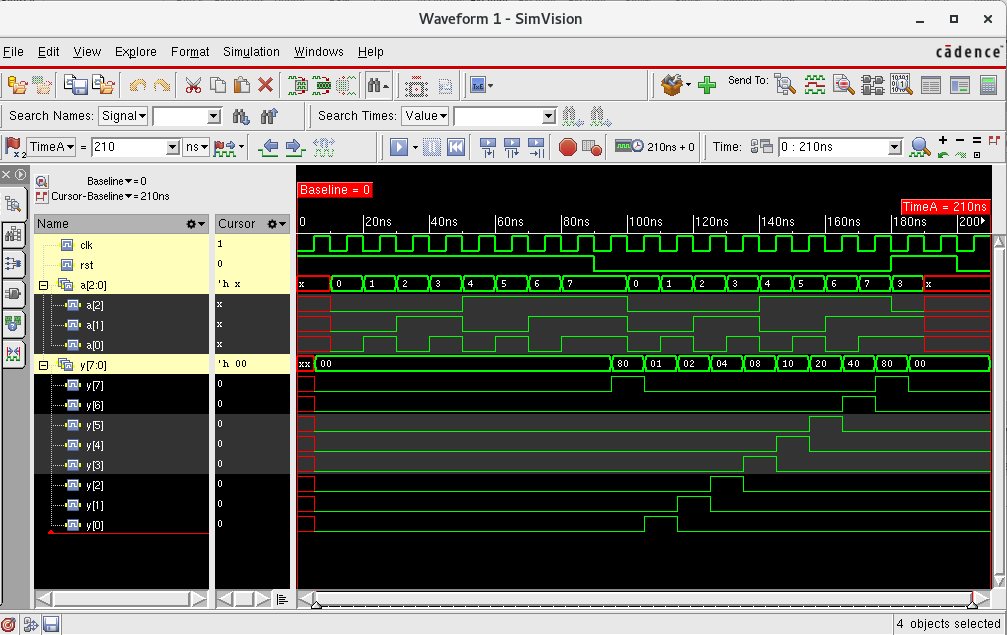 Waveform 1 - SimVision
File Edit View Explore Format Simulation Windows Help
cādence
Send To:
Search Names: Signal
Search Times: Value
TimeA = 210 ns
210ns + 0
Time: 0 : 210ns
Baseline = 0
Cursor-Baseline = 210ns
Baseline = 0
TimeA = 210ns
Name Cursor
0 20ns 40ns 60ns 80ns 100ns 120ns 140ns 160ns 180ns 200
clk 1
rst 0
a[2:0] 'h x x 0 1 2 3 4 5 6 7 0 1 2 3 4 5 6 7 3 x
a[2] x
a[1] x
a[0] x
y[7:0] 'h 00 xx 00 80 01 02 04 08 10 20 40 80 00
y[7] 0
y[6] 0
y[5] 0
y[4] 0
y[3] 0
y[2] 0
y[1] 0
y[0] 0
4 objects selected